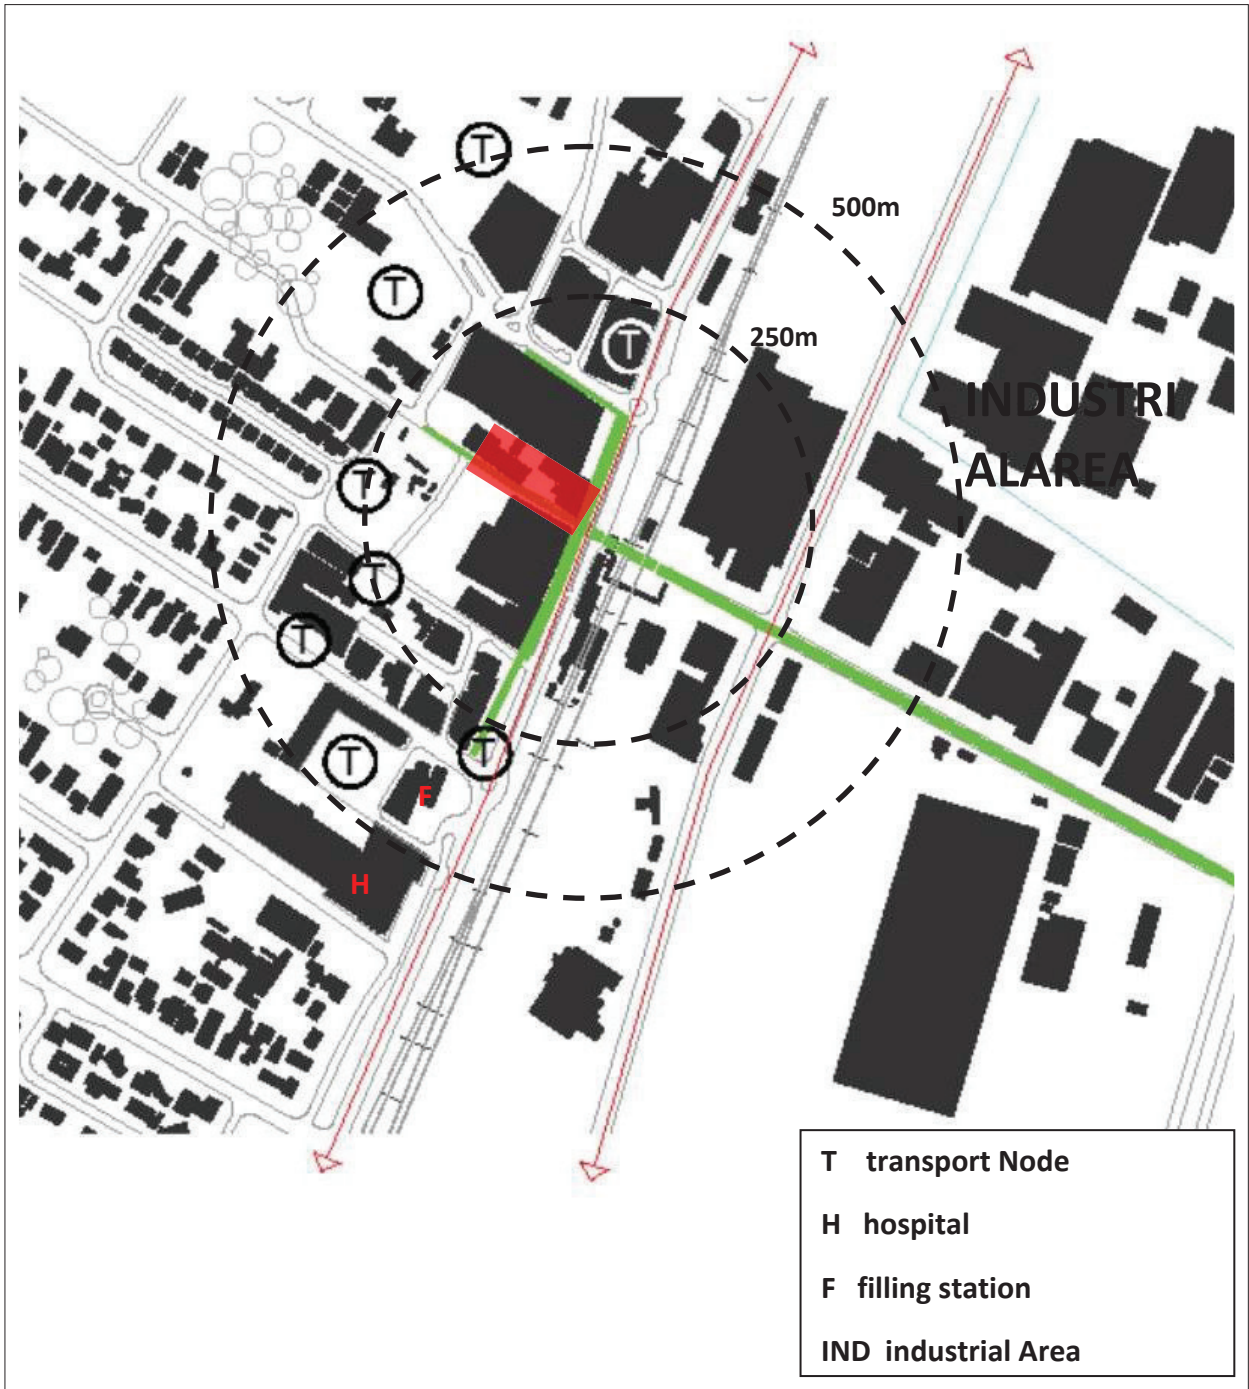 T
500m
T
250m
T
INDUSTRI
ALAREA
T
T
T
T
T
F
H
T transport Node
H hospital
F filling station
IND industrial Area